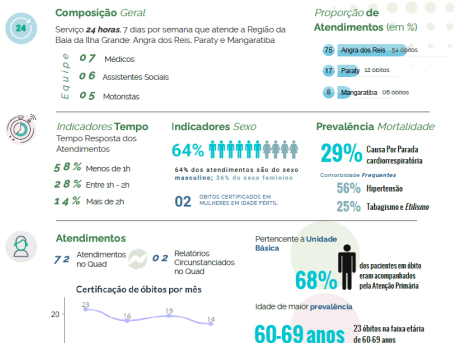 Composição Geral
24
Serviço 24 horas, 7 dias por semana que atende a Região da
Baia da Ilha Grande: Angra dos Reis, Paraty e Mangaratiba
Equipe
07 Médicos
06 Assistentes Sociais
05 Motoristas
Proporção de
Atendimentos (em %)
75 Angra dos Reis 54 óbitos
17 Paraty 12 óbitos
8 Mangaratiba 06 óbitos
Indicadores Tempo
Tempo Resposta dos
Atendimentos
58% Menos de 1h
28% Entre 1h - 2h
14% Mais de 2h
Indicadores Sexo
64%
64% dos atendimentos são do sexo
masculino; 36% do sexo feminino
02 ÓBITOS CERTIFICADOS EM
MULHERES EM IDADE FÉRTIL
Prevalência Mortalidade
29% Causa Por Parada
cardiorrespiratória
Comorbidade Frequentes
56% Hipertensão
25% Tabagismo e Etilismo
Atendimentos
72 Atendimentos
no Quad
02 Relatórios
Circunstanciados
no Quad
Certificação de óbitos por mês
20
23
16
19
14
Pertencente à Unidade
Básica
68%
dos pacientes em óbito
eram acompanhados
pela Atenção Primária
Idade de maior prevalência
60-69 anos
23 óbitos na faixa etária
de 60-69 anos